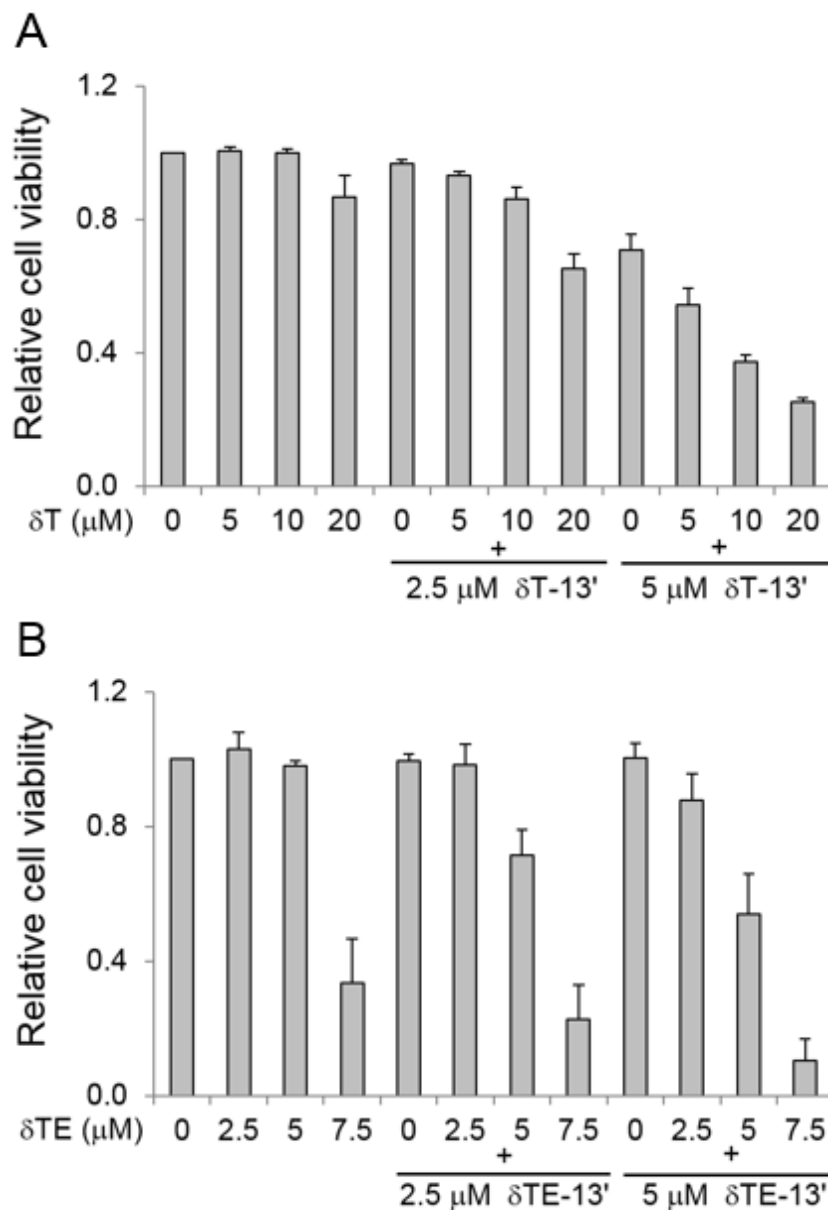 A
Relative cell viability
1.2
0.8
0.4
0.0
δT (μM) 0 5 10 20 0 5 10 20 0 5 10 20
+ +
2.5 μM δT-13' 5 μM δT-13'
B
Relative cell viability
1.2
0.8
0.4
0.0
δTE (μM) 0 2.5 5 7.5 0 2.5 5 7.5 0 2.5 5 7.5
+ +
2.5 μM δTE-13' 5 μM δTE-13'